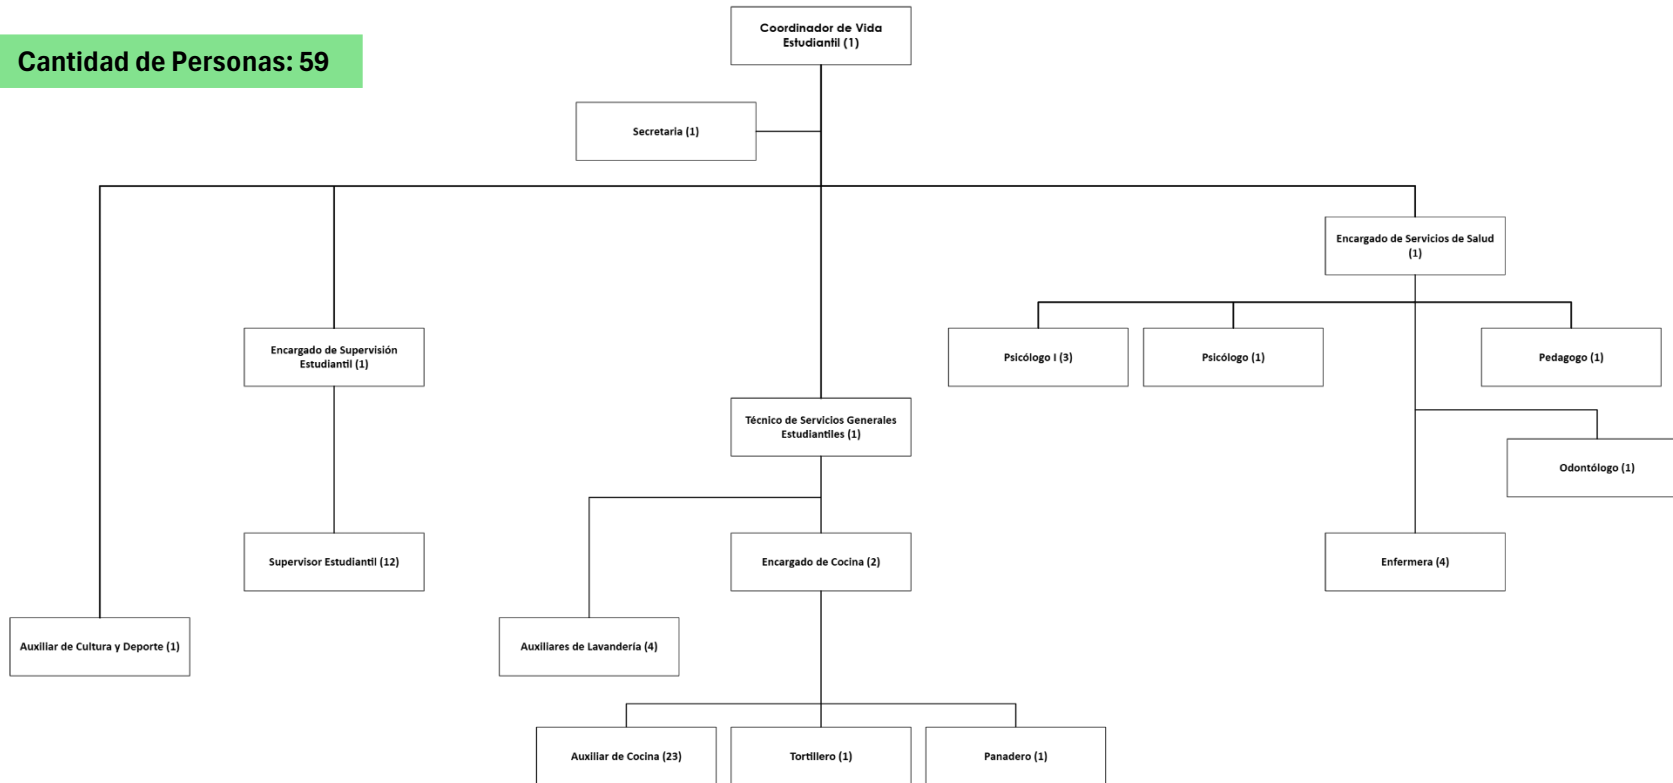 Coordinador de Vida
Estudiantil (1)
Cantidad de Personas: 59
Secretaria (1)
Encargado de Servicios de Salud
(1)
Encargado de Supervisión
Estudiantil (1)
Psicólogo I (3)
Psicólogo (1)
Pedagogo (1)
Técnico de Servicios Generales
Estudiantiles (1)
Odontólogo (1)
Supervisor Estudiantil (12)
Encargado de Cocina (2)
Enfermera (4)
Auxiliar de Cultura y Deporte (1)
Auxiliares de Lavandería (4)
Auxiliar de Cocina (23)
Tortillero (1)
Panadero (1)